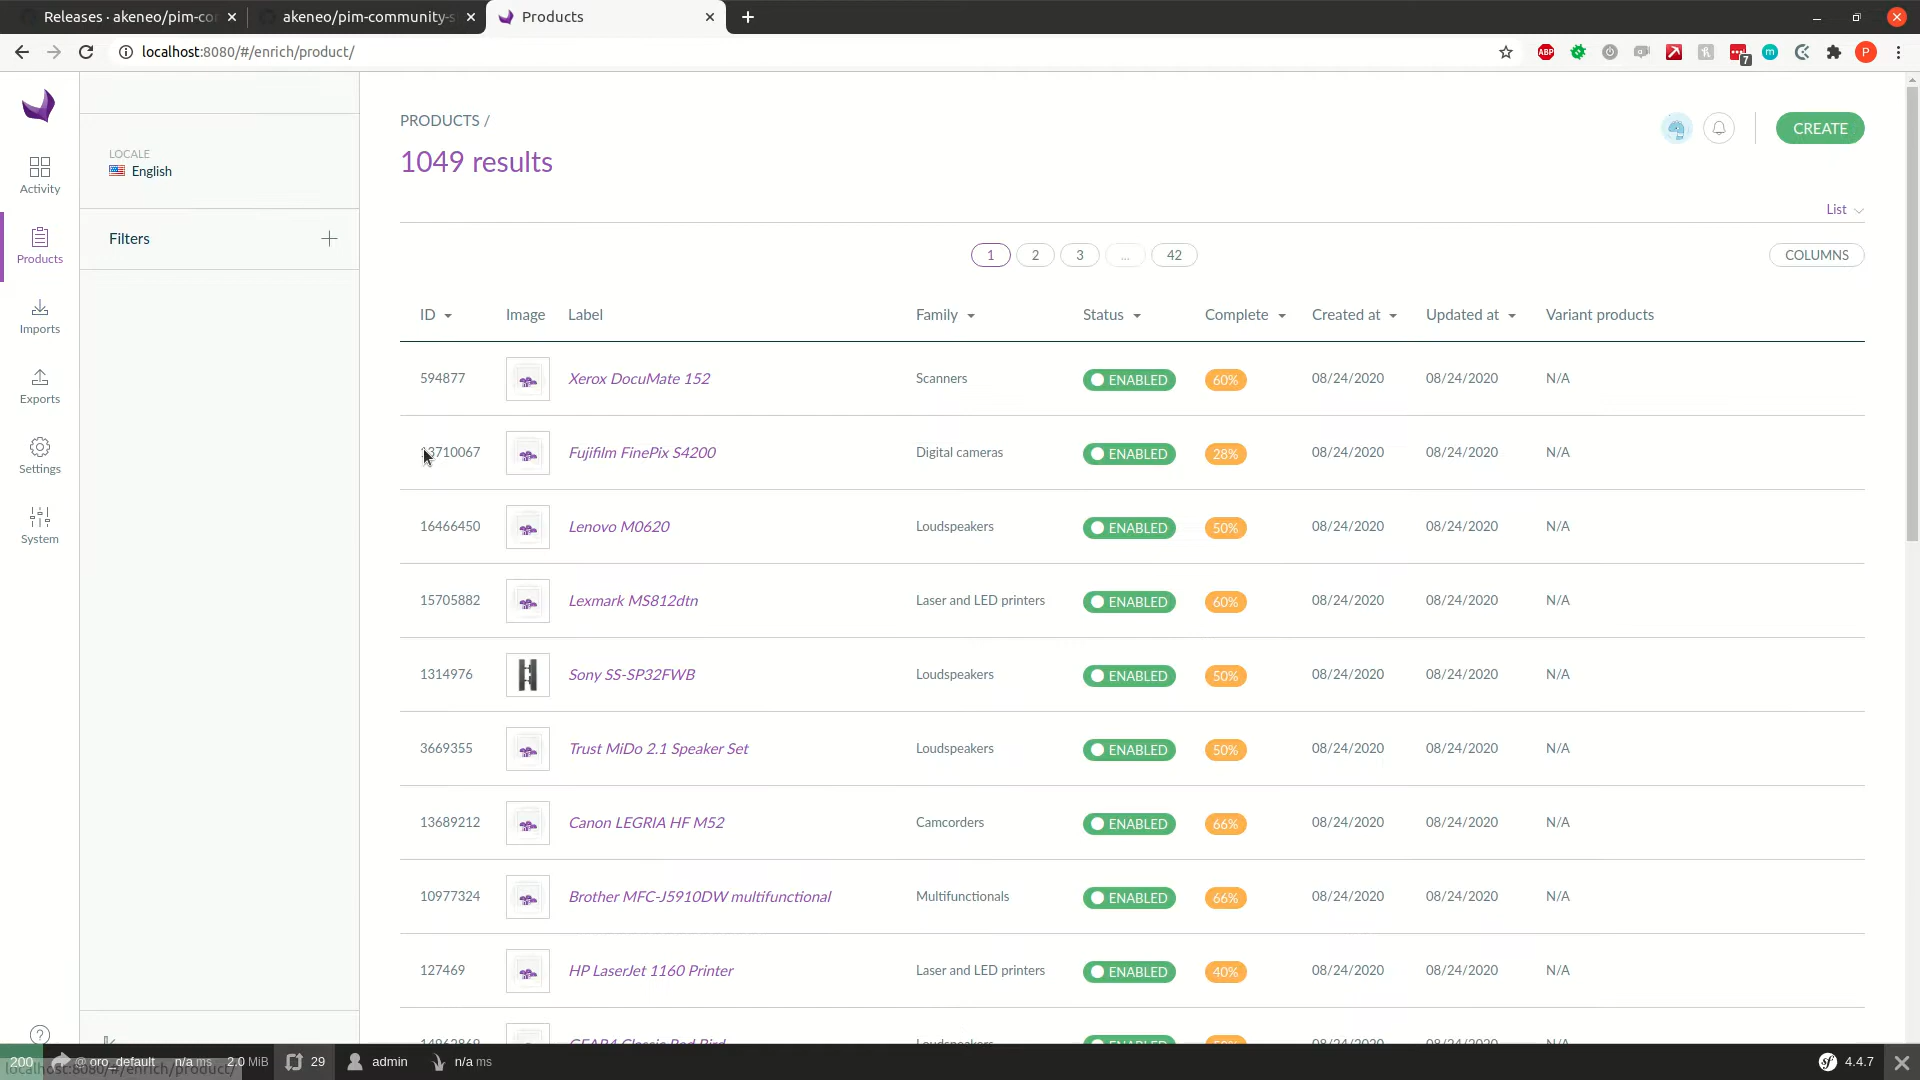 Releases · akeneo/pim-co
akeneo/pim-community-s
Products
localhost:8080/#/enrich/product/
ABP
7
m
P
LOCALE
English
Filters
Activity
Products
Imports
Exports
Settings
System
PRODUCTS /
1049 results
CREATE
List
1 2 3 ... 42
COLUMNS
ID Image Label Family Status Complete Created at Updated at Variant products
594877 Xerox DocuMate 152 Scanners ENABLED 60% 08/24/2020 08/24/2020 N/A
13710067 Fujifilm FinePix S4200 Digital cameras ENABLED 28% 08/24/2020 08/24/2020 N/A
16466450 Lenovo M0620 Loudspeakers ENABLED 50% 08/24/2020 08/24/2020 N/A
15705882 Lexmark MS812dtn Laser and LED printers ENABLED 60% 08/24/2020 08/24/2020 N/A
1314976 Sony SS-SP32FWB Loudspeakers ENABLED 50% 08/24/2020 08/24/2020 N/A
3669355 Trust MiDo 2.1 Speaker Set Loudspeakers ENABLED 50% 08/24/2020 08/24/2020 N/A
13689212 Canon LEGRIA HF M52 Camcorders ENABLED 66% 08/24/2020 08/24/2020 N/A
10977324 Brother MFC-J5910DW multifunctional Multifunctionals ENABLED 66% 08/24/2020 08/24/2020 N/A
127469 HP LaserJet 1160 Printer Laser and LED printers ENABLED 40% 08/24/2020 08/24/2020 N/A
?
200 @ oro_default n/a ms 2.0 MiB 29 admin n/a ms sf 4.4.7
localhost:8080/#/enrich/product/